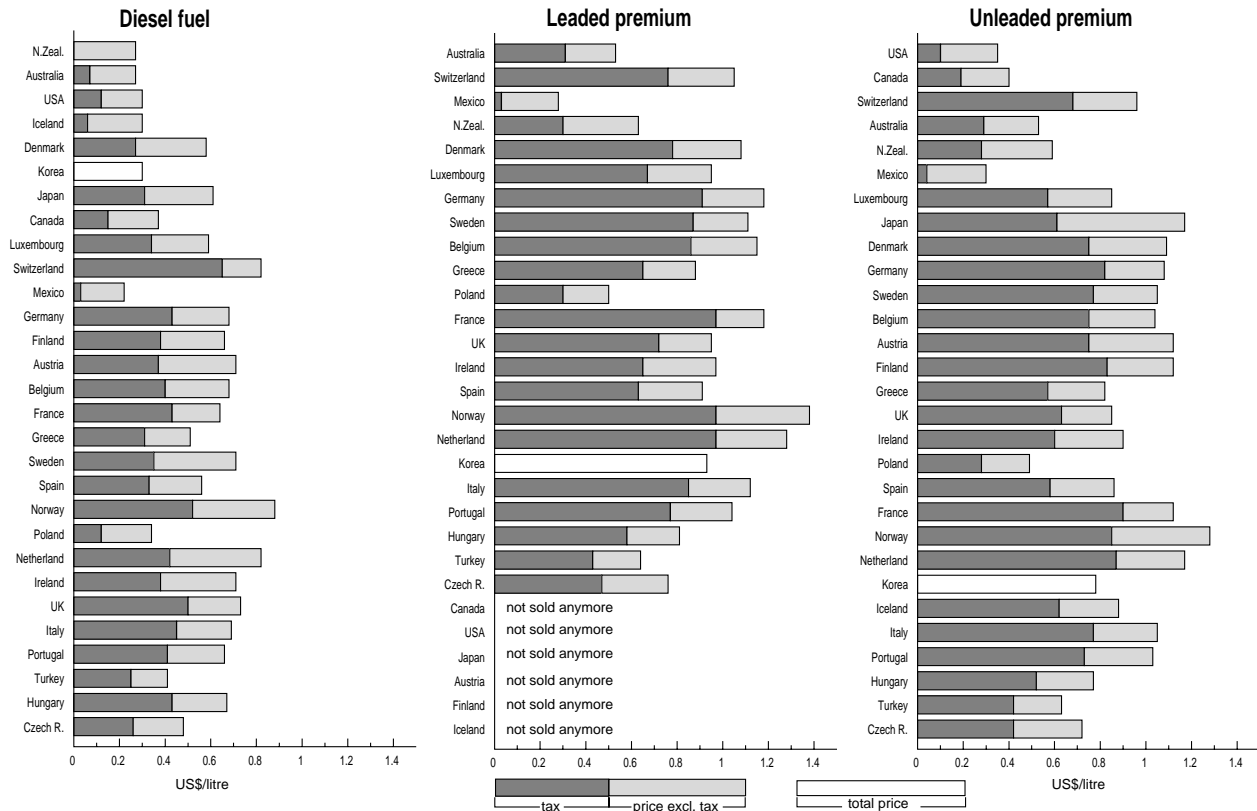 Diesel fuel
N.Zeal.
Australia
USA
Iceland
Denmark
Korea
Japan
Canada
Luxembourg
Switzerland
Mexico
Germany
Finland
Austria
Belgium
France
Greece
Sweden
Spain
Norway
Poland
Netherland
Ireland
UK
Italy
Portugal
Turkey
Hungary
Czech R.
0 0.2 0.4 0.6 0.8 1 1.2 1.4
US$/litre
Leaded premium
Australia
Switzerland
Mexico
N.Zeal.
Denmark
Luxembourg
Germany
Sweden
Belgium
Greece
Poland
France
UK
Ireland
Spain
Norway
Netherland
Korea
Italy
Portugal
Hungary
Turkey
Czech R.
Canada not sold anymore
USA not sold anymore
Japan not sold anymore
Austria not sold anymore
Finland not sold anymore
Iceland not sold anymore
0 0.2 0.4 0.6 0.8 1 1.2 1.4
Unleaded premium
USA
Canada
Switzerland
Australia
N.Zeal.
Mexico
Luxembourg
Japan
Denmark
Germany
Sweden
Belgium
Austria
Finland
Greece
UK
Ireland
Poland
Spain
France
Norway
Netherland
Korea
Iceland
Italy
Portugal
Hungary
Turkey
Czech R.
0 0.2 0.4 0.6 0.8 1 1.2 1.4
US$/litre
tax price excl. tax total price